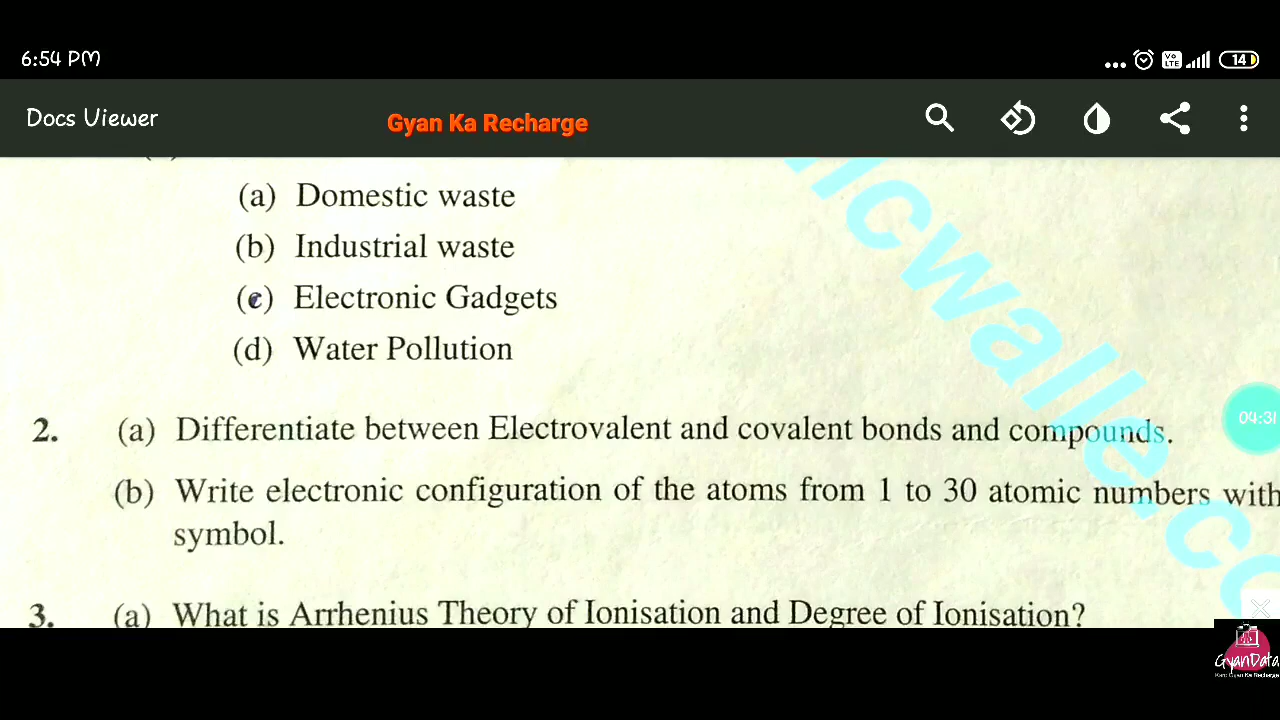 6:54 PM
14
Docs Viewer
Gyan Ka Recharge
(a) Domestic waste
(b) Industrial waste
(c) Electronic Gadgets
(d) Water Pollution
04:31
2. (a) Differentiate between Electrovalent and covalent bonds and compounds.
(b) Write electronic configuration of the atoms from 1 to 30 atomic numbers with
symbol.
3. (a) What is Arrhenius Theory of Ionisation and Degree of Ionisation?
GyanData